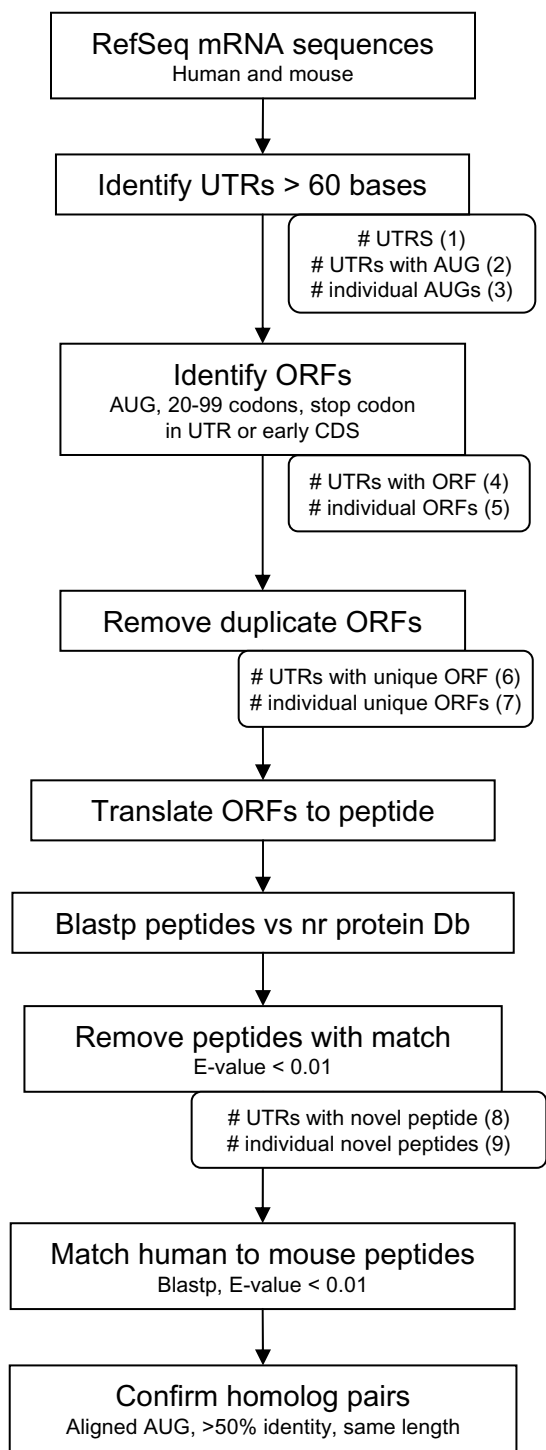 RefSeq mRNA sequences
Human and mouse
Identify UTRs > 60 bases
# UTRS (1)
# UTRs with AUG (2)
# individual AUGs (3)
Identify ORFs
AUG, 20-99 codons, stop codon
in UTR or early CDS
# UTRs with ORF (4)
# individual ORFs (5)
Remove duplicate ORFs
# UTRs with unique ORF (6)
# individual unique ORFs (7)
Translate ORFs to peptide
Blastp peptides vs nr protein Db
Remove peptides with match
E-value < 0.01
# UTRs with novel peptide (8)
# individual novel peptides (9)
Match human to mouse peptides
Blastp, E-value < 0.01
Confirm homolog pairs
Aligned AUG, >50% identity, same length